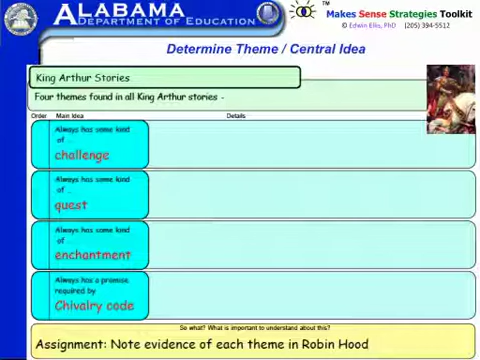 ALABAMA
DEPARTMENT OF EDUCATION
TM
Makes Sense Strategies Toolkit
© Edwin Ellis, PhD (205) 394-5512
Determine Theme / Central Idea
King Arthur Stories
Four themes found in all King Arthur stories -
Order Main Idea Details
Always has some kind
of ...
challenge
Always has some kind
of ...
quest
Always has some kind
of ...
enchantment
Always has a promise
required by
Chivalry code
So what? What is important to understand about this?
Assignment: Note evidence of each theme in Robin Hood